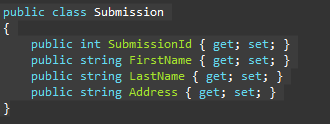 public class Submission
{
    public int SubmissionId { get; set; }
    public string FirstName { get; set; }
    public string LastName { get; set; }
    public string Address { get; set; }
}